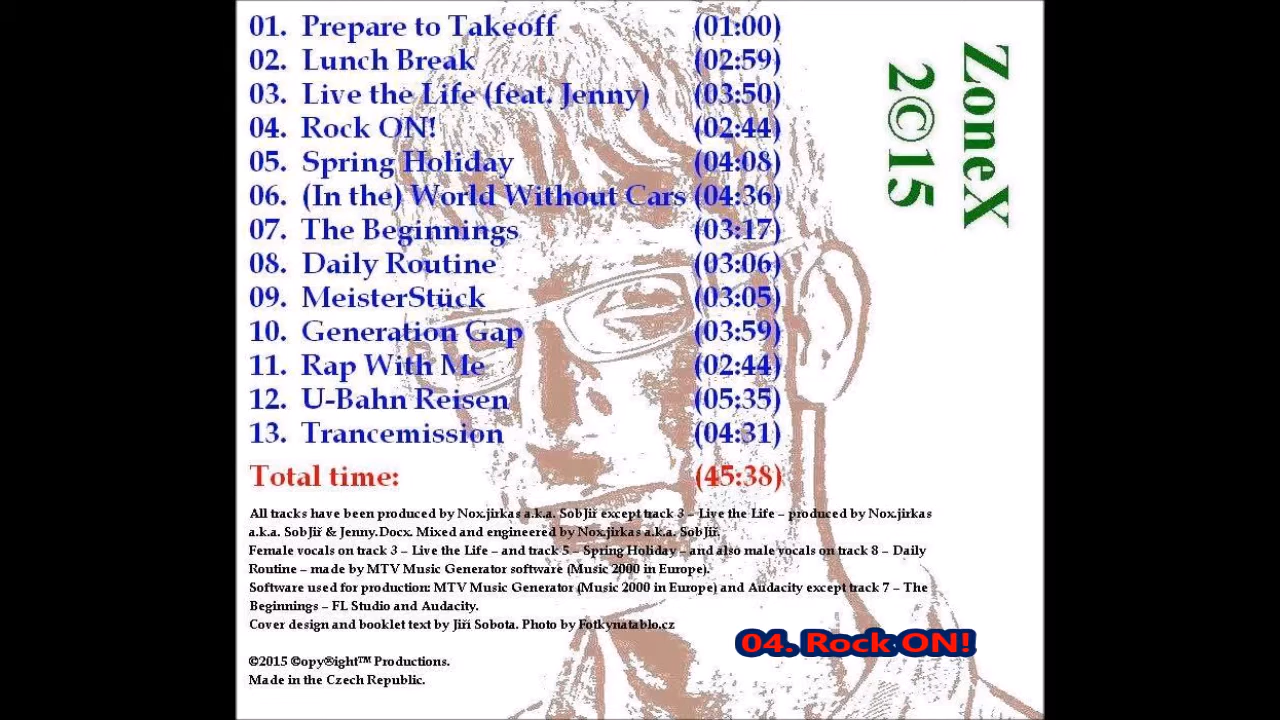 01. Prepare to Takeoff (01:00)
02. Lunch Break (02:59)
03. Live the Life (feat. Jenny) (03:50)
04. Rock ON! (02:44)
05. Spring Holiday (04:08)
06. (In the) World Without Cars (04:36)
07. The Beginnings (03:17)
08. Daily Routine (03:06)
09. MeisterStück (03:05)
10. Generation Gap (03:59)
11. Rap With Me (02:44)
12. U-Bahn Reisen (05:35)
13. Trancemission (04:31)
Total time: (45:38)
All tracks have been produced by Nox.jirkas a.k.a. SobJiř except track 3 – Live the Life – produced by Nox.jirkas
a.k.a. SobJiř & Jenny.Docx. Mixed and engineered by Nox.jirkas a.k.a. SobJiř.
Female vocals on track 3 – Live the Life – and track 5 – Spring Holiday – and also male vocals on track 8 – Daily
Routine – made by MTV Music Generator software (Music 2000 in Europe).
Software used for production: MTV Music Generator (Music 2000 in Europe) and Audacity except track 7 – The
Beginnings – FL Studio and Audacity.
Cover design and booklet text by Jiří Sobota. Photo by Fotkynatablo.cz
©2015 ©opy®ight™ Productions.
Made in the Czech Republic.
ZoneX
2©15
04. Rock ON!